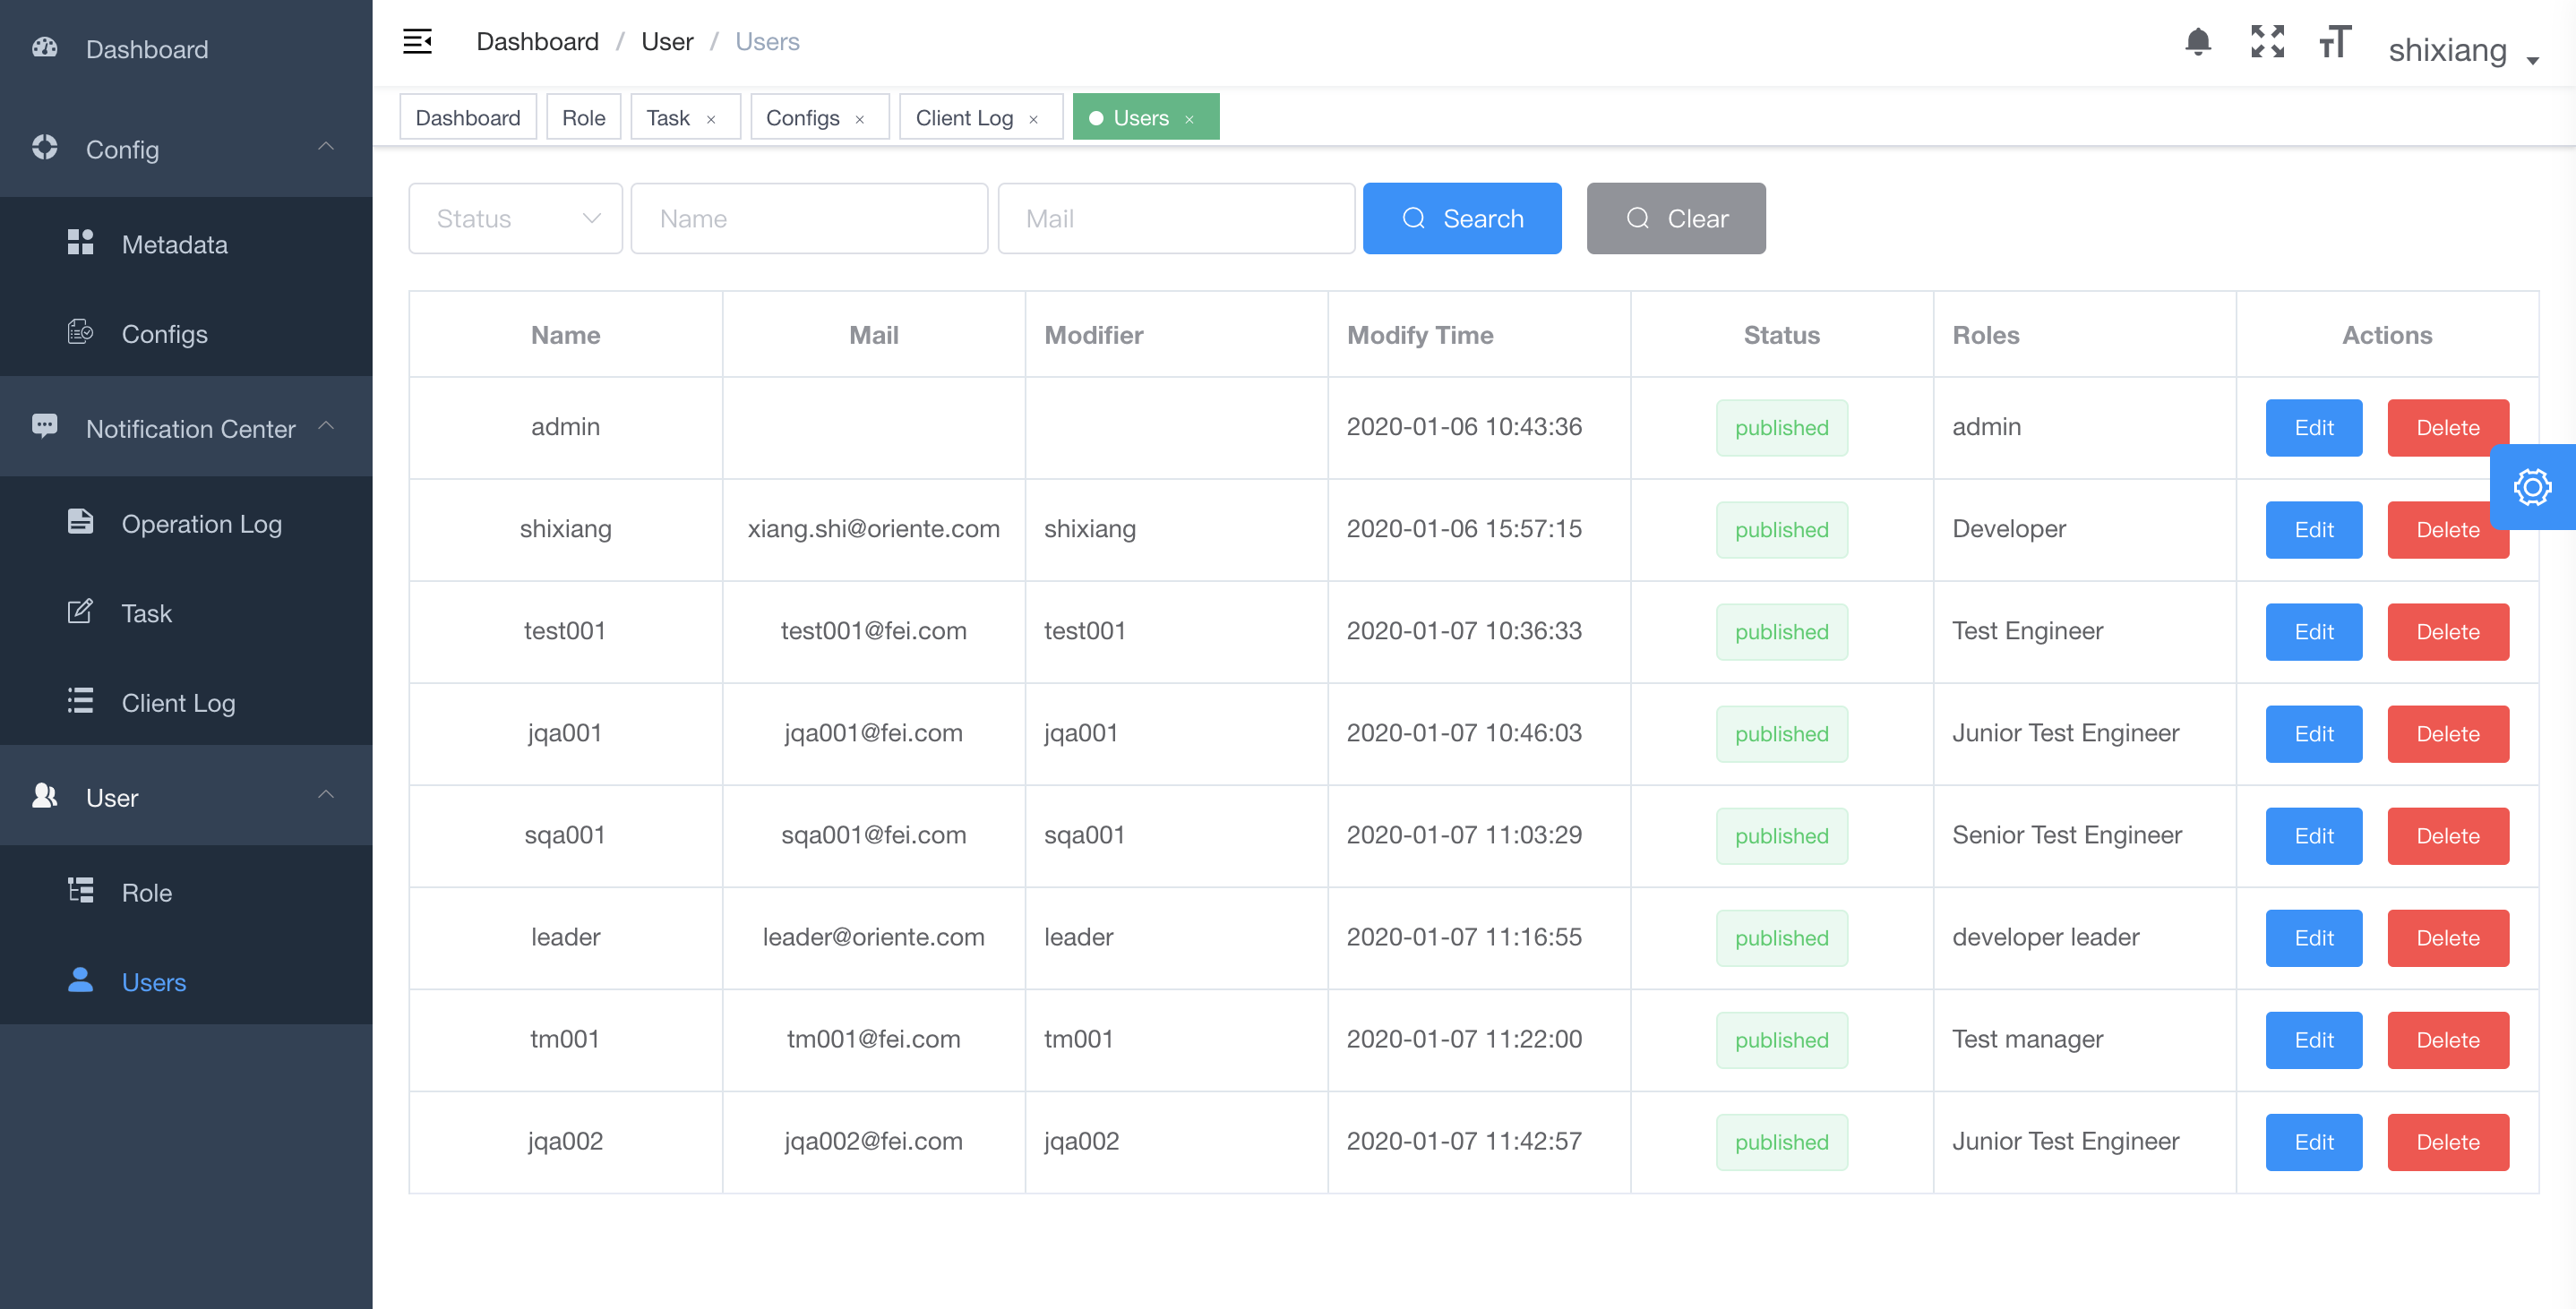 Dashboard
Config
Metadata
Configs
Notification Center
Operation Log
Task
Client Log
User
Role
Users
Dashboard / User / Users
shixiang
Dashboard Role Task × Configs × Client Log × Users ×
Status Name Mail Search Clear
Name Mail Modifier Modify Time Status Roles Actions
admin 2020-01-06 10:43:36 published admin Edit Delete
shixiang xiang.shi@oriente.com shixiang 2020-01-06 15:57:15 published Developer Edit Delete
test001 test001@fei.com test001 2020-01-07 10:36:33 published Test Engineer Edit Delete
jqa001 jqa001@fei.com jqa001 2020-01-07 10:46:03 published Junior Test Engineer Edit Delete
sqa001 sqa001@fei.com sqa001 2020-01-07 11:03:29 published Senior Test Engineer Edit Delete
leader leader@oriente.com leader 2020-01-07 11:16:55 published developer leader Edit Delete
tm001 tm001@fei.com tm001 2020-01-07 11:22:00 published Test manager Edit Delete
jqa002 jqa002@fei.com jqa002 2020-01-07 11:42:57 published Junior Test Engineer Edit Delete